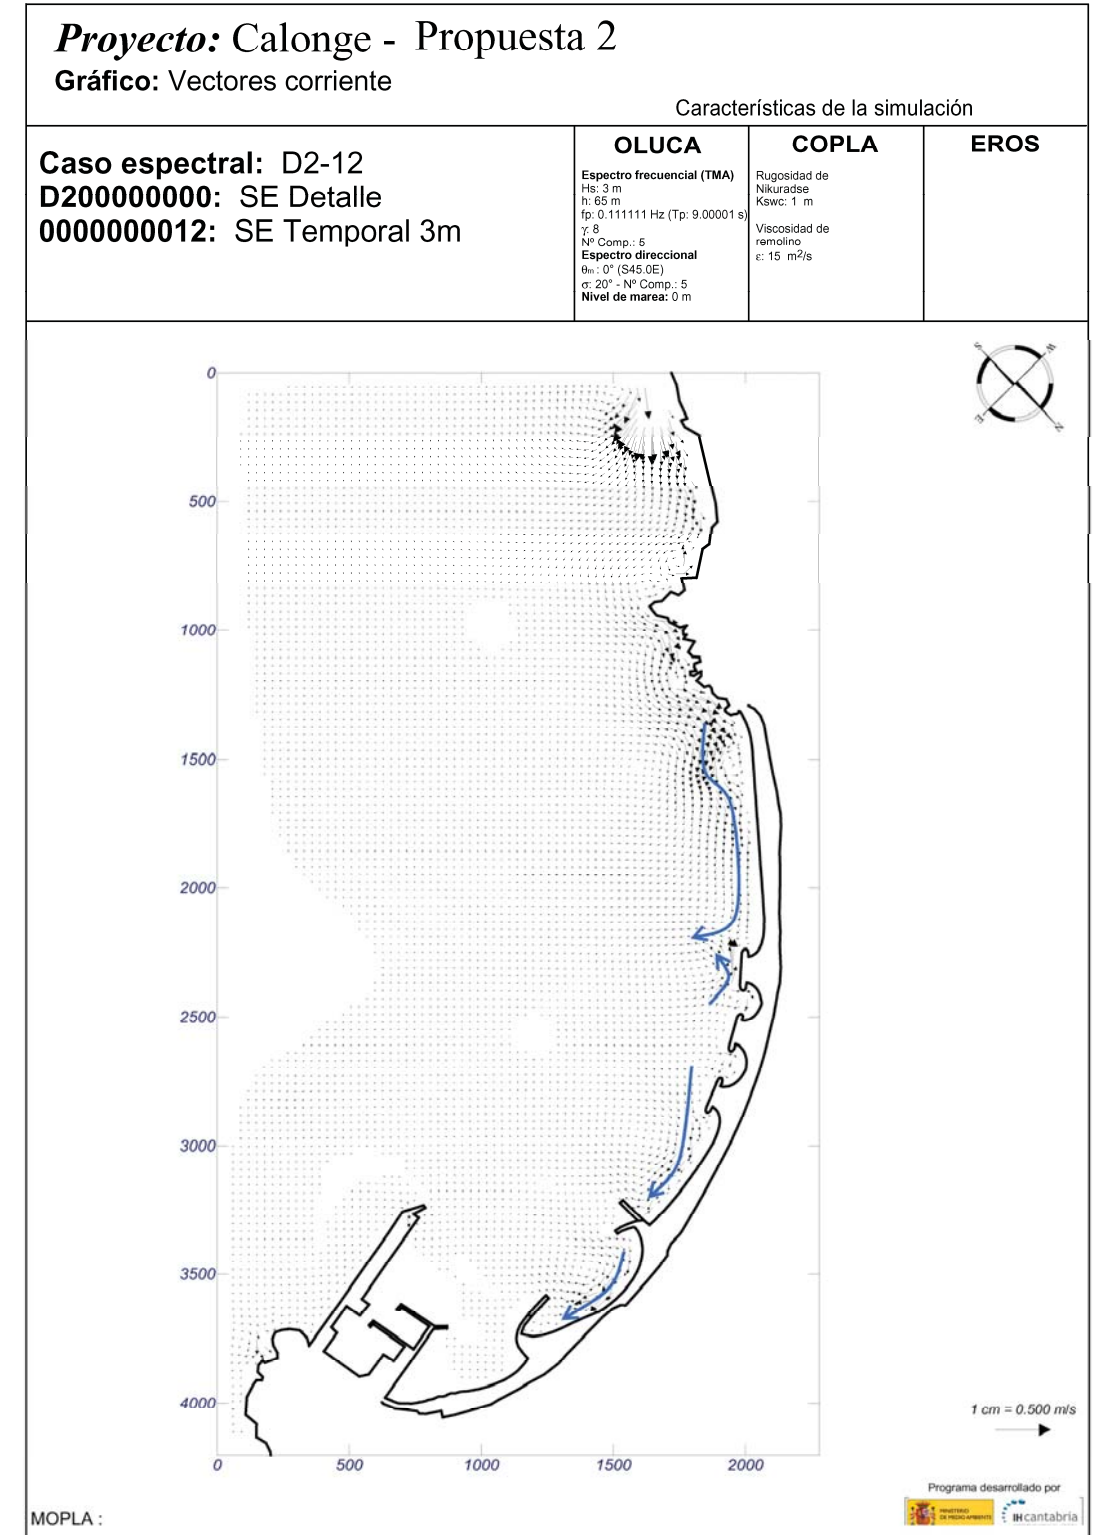 Proyecto: Calonge - Propuesta 2
Gráfico: Vectores corriente
Características de la simulación
Caso espectral: D2-12
D200000000: SE Detalle
0000000012: SE Temporal 3m
OLUCA
Espectro frecuencial (TMA)
Hs: 3 m
h: 65 m
fp: 0.111111 Hz (Tp: 9.00001 s)
γ: 8
Nº Comp.: 5
Espectro direccional
θm : 0° (S45.0E)
σ: 20° - Nº Comp.: 5
Nivel de marea: 0 m
COPLA
Rugosidad de
Nikuradse
Kswc: 1 m
Viscosidad de
remolino
ε: 15 m2/s
EROS
S W
E N
0
500
1000
1500
2000
2500
3000
3500
4000
0 500 1000 1500 2000
1 cm = 0.500 m/s
Programa desarrollado por
MINISTERIO
DE MEDIO AMBIENTE
IHcantabria
MOPLA :